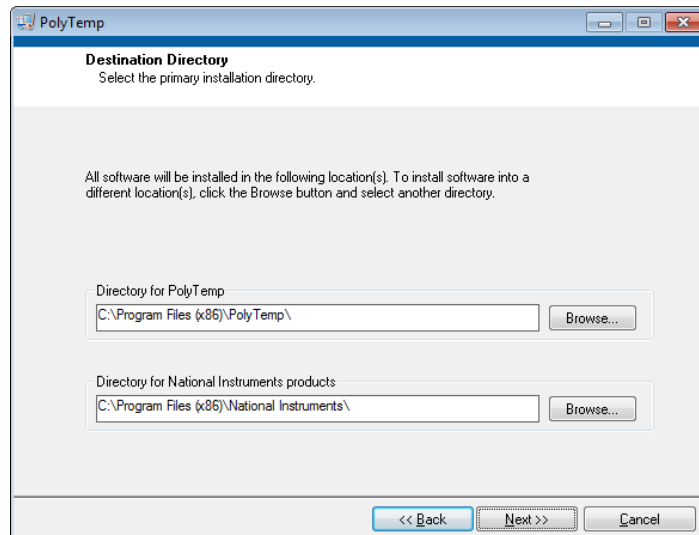 PolyTemp
Destination Directory
Select the primary installation directory.
All software will be installed in the following location(s). To install software into a
different location(s), click the Browse button and select another directory.
Directory for PolyTemp
C:\Program Files (x86)\PolyTemp\
Browse...
Directory for National Instruments products
C:\Program Files (x86)\National Instruments\
Browse...
<< Back
Next >>
Cancel